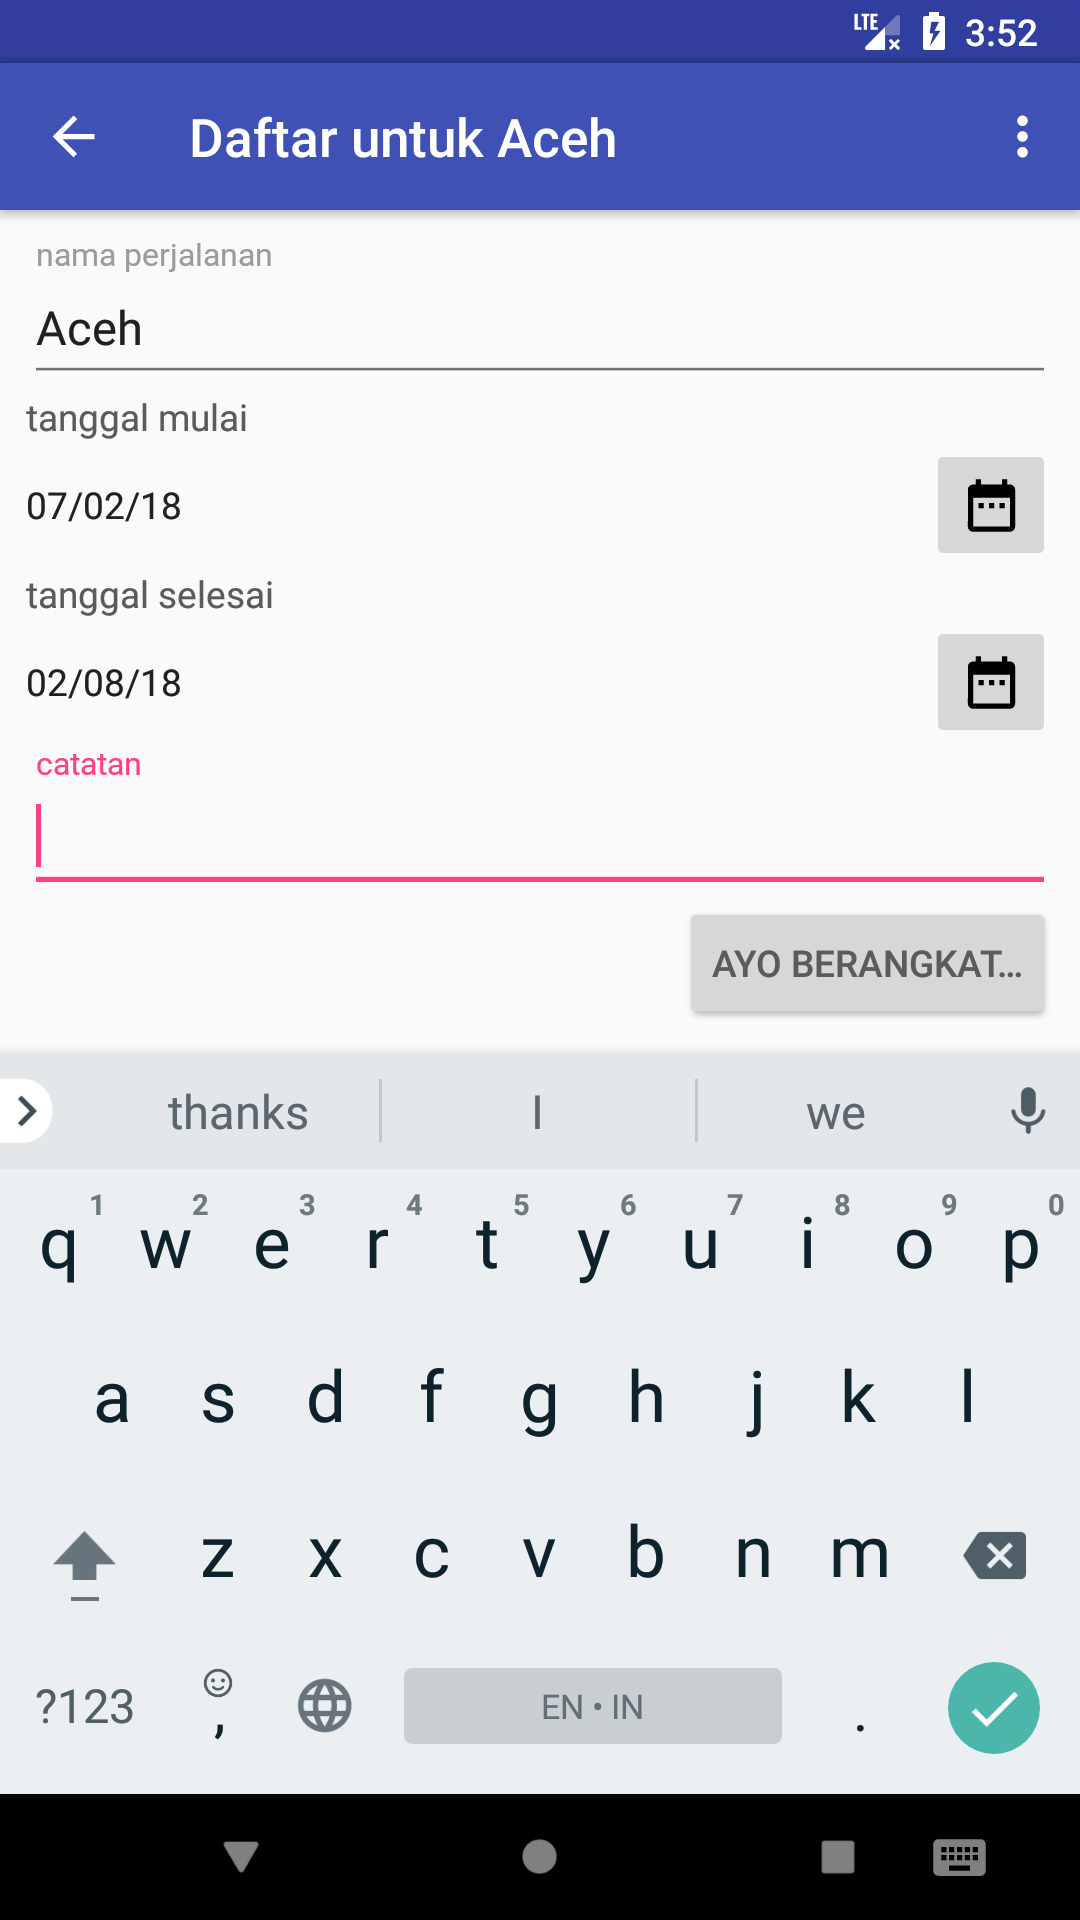 LTE 3:52
Daftar untuk Aceh
nama perjalanan
Aceh
tanggal mulai
07/02/18
tanggal selesai
02/08/18
catatan
AYO BERANGKAT...
thanks I we
1 2 3 4 5 6 7 8 9 0
q w e r t y u i o p
a s d f g h j k l
z x c v b n m
?123 , EN • IN .